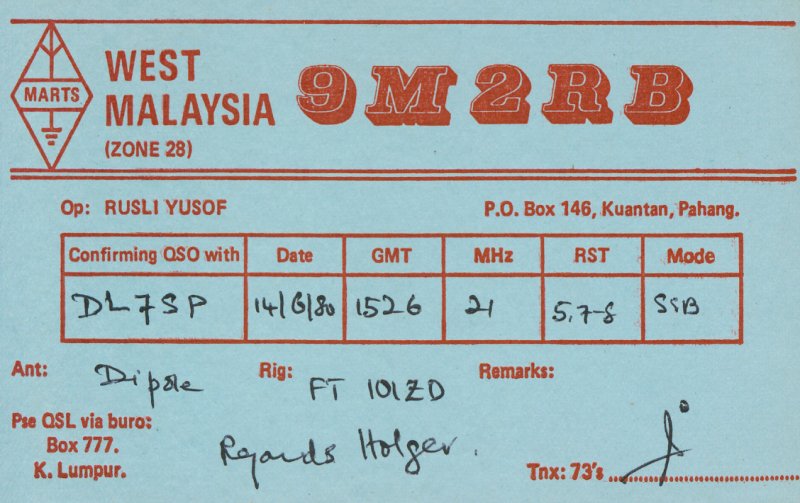 MARTS
WEST
MALAYSIA
(ZONE 28)
9M2RB
Op: RUSLI YUSOF
P.O. Box 146, Kuantan, Pahang.
Confirming QSO with Date GMT MHz RST Mode
DL7SP 14/6/80 1526 21 5,7-8 SSB
Ant: Dipole Rig: FT 101ZD Remarks:
Pse QSL via buro:
Box 777.
K. Lumpur.
Regards Holger.
Tnx: 73's